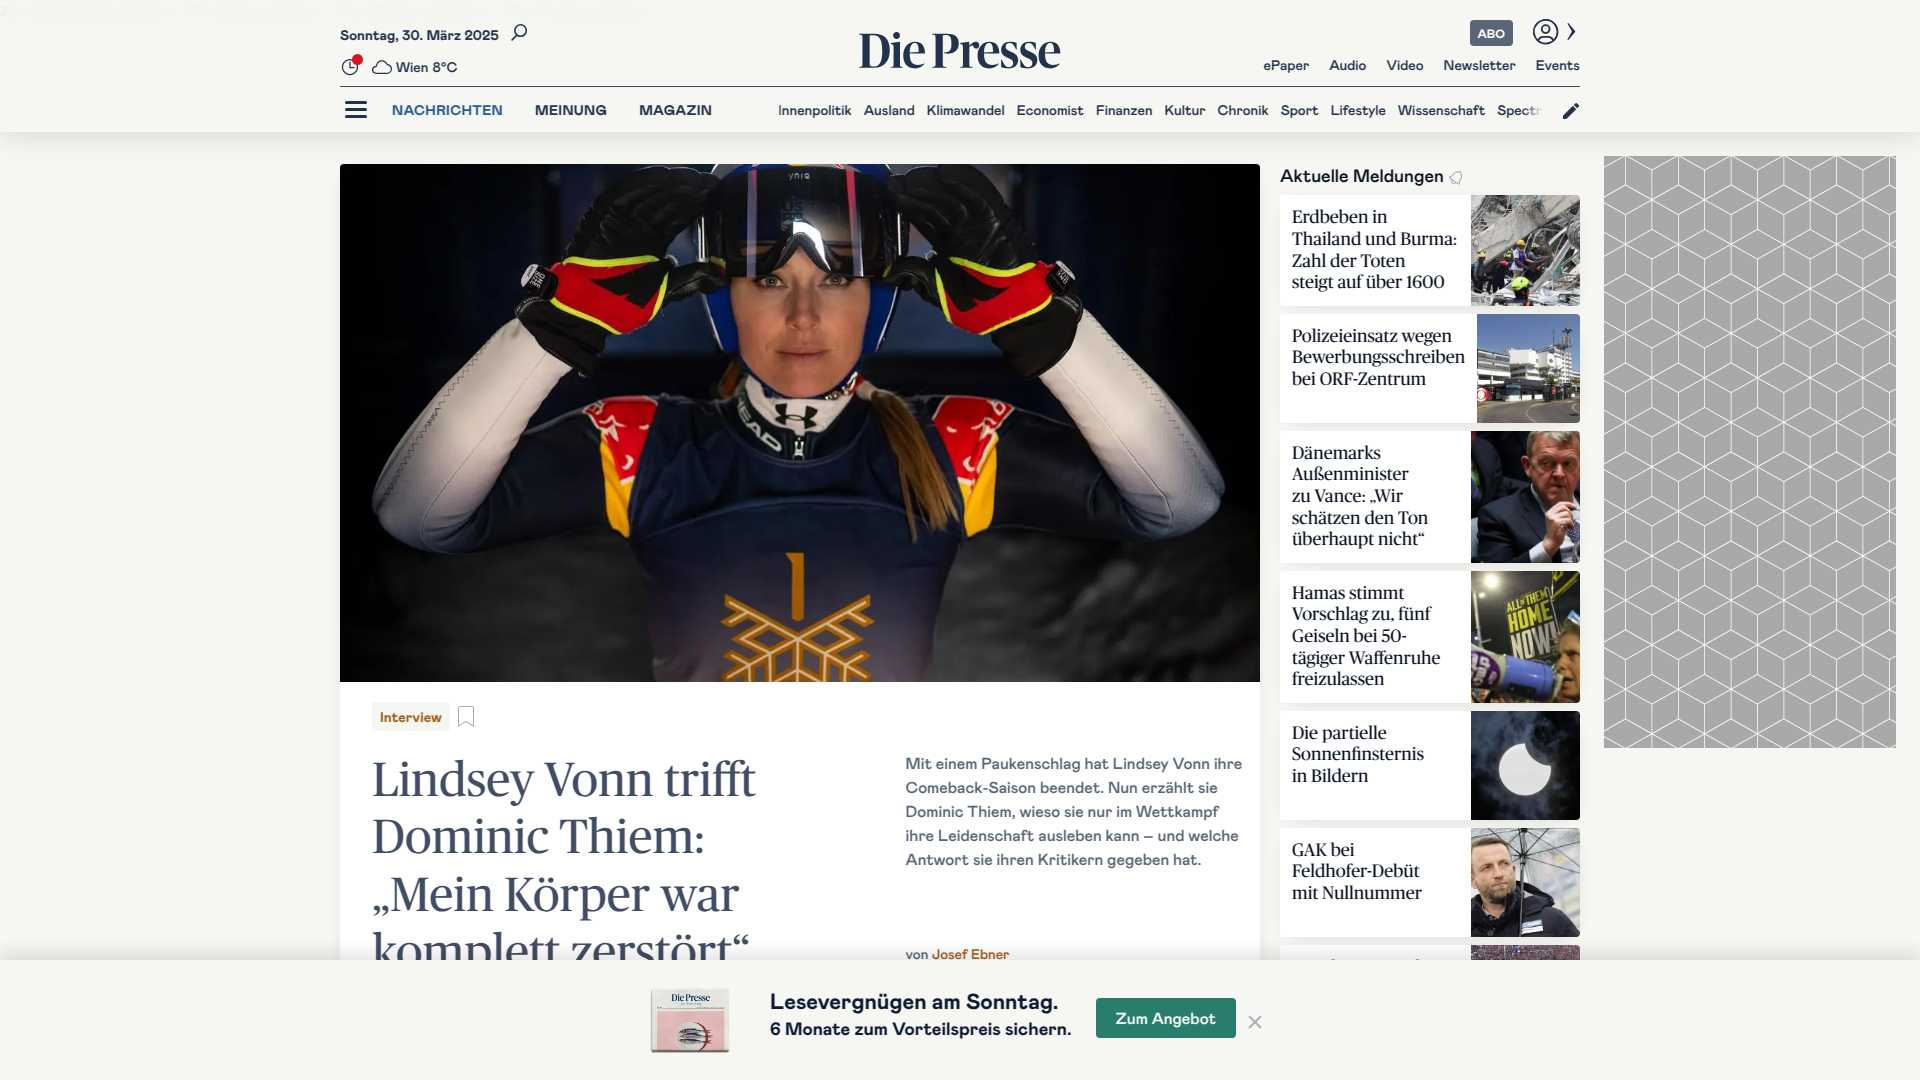 Sonntag, 30. März 2025
Wien 8°C
Die Presse
ABO
ePaper Audio Video Newsletter Events
NACHRICHTEN MEINUNG MAGAZIN
Innenpolitik Ausland Klimawandel Economist Finanzen Kultur Chronik Sport Lifestyle Wissenschaft Spectr
yniq
HEAD
Interview
Lindsey Vonn trifft
Dominic Thiem:
„Mein Körper war
komplett zerstört“
Mit einem Paukenschlag hat Lindsey Vonn ihre
Comeback-Saison beendet. Nun erzählt sie
Dominic Thiem, wieso sie nur im Wettkampf
ihre Leidenschaft ausleben kann – und welche
Antwort sie ihren Kritikern gegeben hat.
von Josef Ebner
Aktuelle Meldungen
Erdbeben in
Thailand und Burma:
Zahl der Toten
steigt auf über 1600
Polizeieinsatz wegen
Bewerbungsschreiben
bei ORF-Zentrum
Dänemarks
Außenminister
zu Vance: „Wir
schätzen den Ton
überhaupt nicht“
Hamas stimmt
Vorschlag zu, fünf
Geiseln bei 50-
tägiger Waffenruhe
freizulassen
ALL OF THEM
HOME
NOW!
Die partielle
Sonnenfinsternis
in Bildern
GAK bei
Feldhofer-Debüt
mit Nullnummer
Die Presse
Lesevergnügen am Sonntag.
6 Monate zum Vorteilspreis sichern.
Zum Angebot